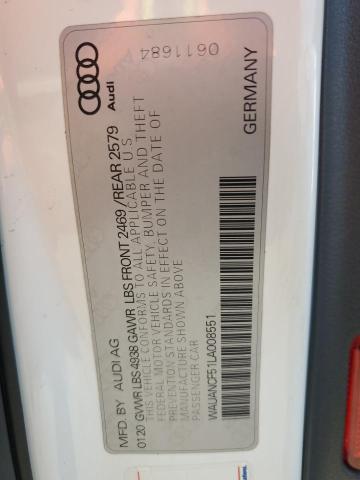 MFD. BY AUDI AG
0120 GVWR LBS 4938 GAWR LBS FRONT 2469 / REAR 2579
THIS VEHICLE CONFORMS TO ALL APPLICABLE U S
FEDERAL MOTOR VEHICLE SAFETY, BUMPER AND THEFT
PREVENTION STANDARDS IN EFFECT ON THE DATE OF
MANUFACTURE SHOWN ABOVE
PASSENGER CAR
WAUANCF51LA008551
GERMANY
Audi
0611684